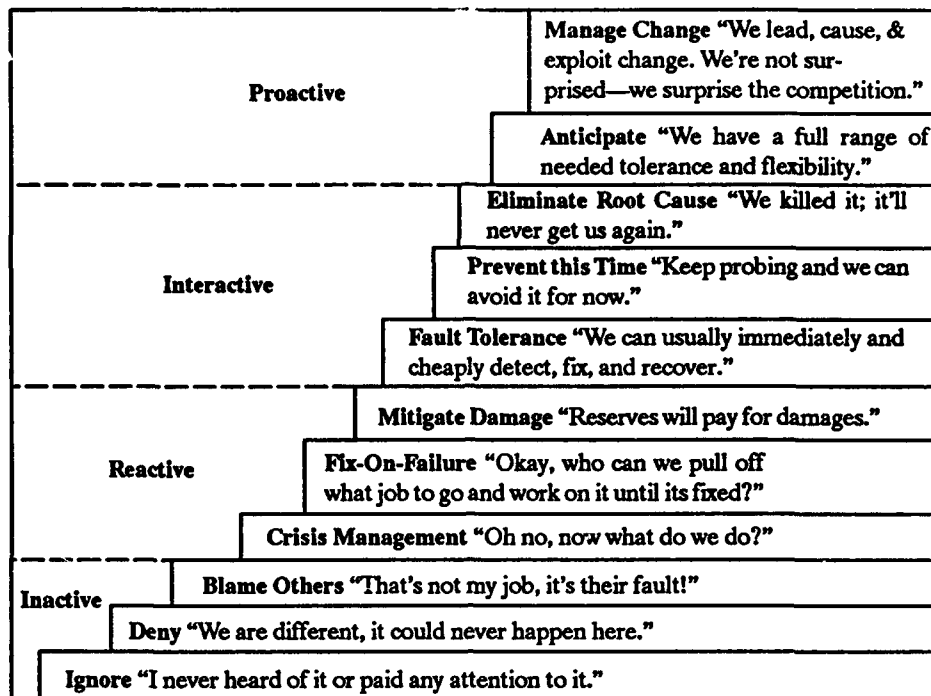 Manage Change “We lead, cause, &
exploit change. We're not sur-
prised—we surprise the competition.”
Proactive
Anticipate “We have a full range of
needed tolerance and flexibility.”
Eliminate Root Cause “We killed it; it'll
never get us again.”
Prevent this Time “Keep probing and we can
avoid it for now.”
Interactive
Fault Tolerance “We can usually immediately and
cheaply detect, fix, and recover.”
Mitigate Damage “Reserves will pay for damages.”
Fix-On-Failure “Okay, who can we pull off
what job to go and work on it until its fixed?”
Reactive
Crisis Management “Oh no, now what do we do?”
Blame Others “That's not my job, it's their fault!”
Inactive
Deny “We are different, it could never happen here.”
Ignore “I never heard of it or paid any attention to it.”